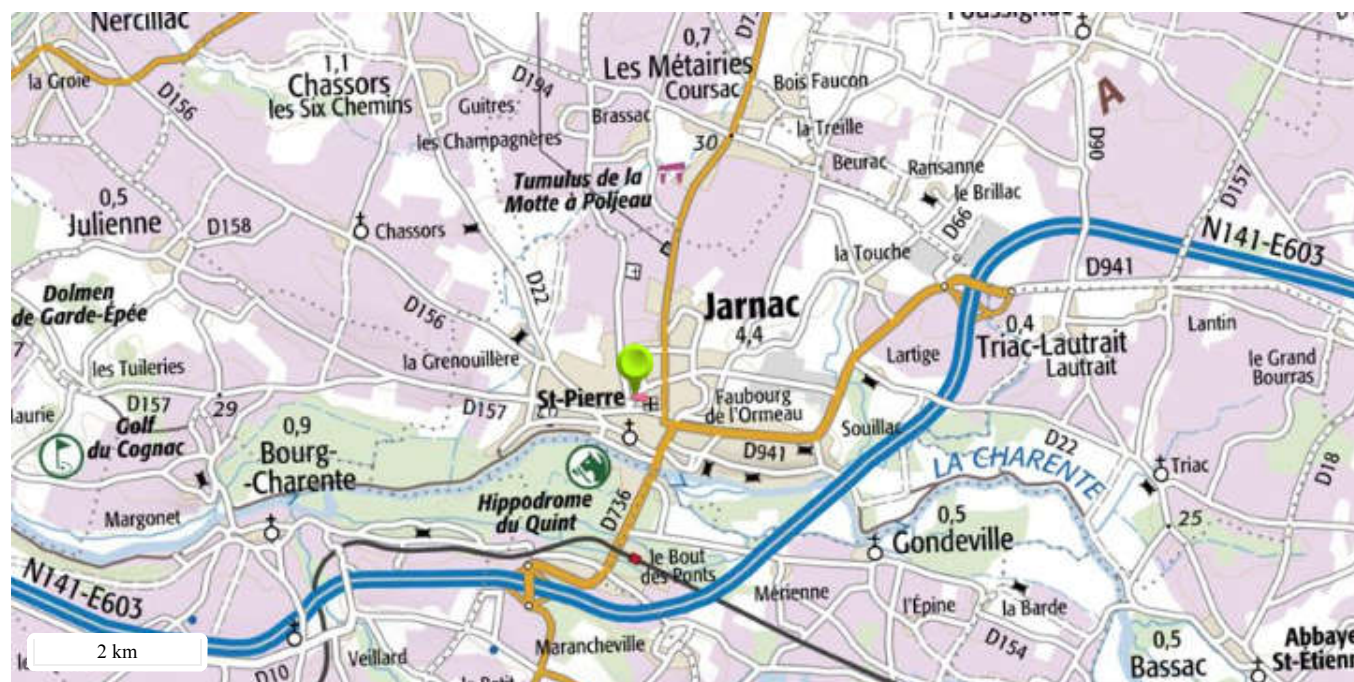 Nercillac
la Groie
D156
1,1
Chassors
les Six Chemins
D194
Guitres
les Champagnères
0,7
Les Métairies
Coursac
Brassac
Bois Faucon
la Treille
30
Beurac
Ransanne
le Brillac
A
D90
D157
Tumulus de la
Motte à Poljeau
0,5
Julienne
D158
Chassors
D66
la Touche
N141-E603
D941
D22
Dolmen
de Garde-Épée
D156
Jarnac
4,4
0,4
Triac-Lautrait
Lautrait
Lantin
le Grand
Bourras
la Grenouillère
les Tuileries
Lartige
St-Pierre
Faubourg
de l'Ormeau
D157
29
D157
Golf
du Cognac
0,9
Bourg-
-Charente
Souillac
D941
D22
D18
LA CHARENTE
Triac
Hippodrome
du Quint
D736
Margonet
0,5
Gondeville
25
le Bout
des Ponts
N141-E603
Mérienne
l'Épine
la Barde
D154
Marancheville
0,5
Bassac
Abbaye
2 km
Veillard
D10